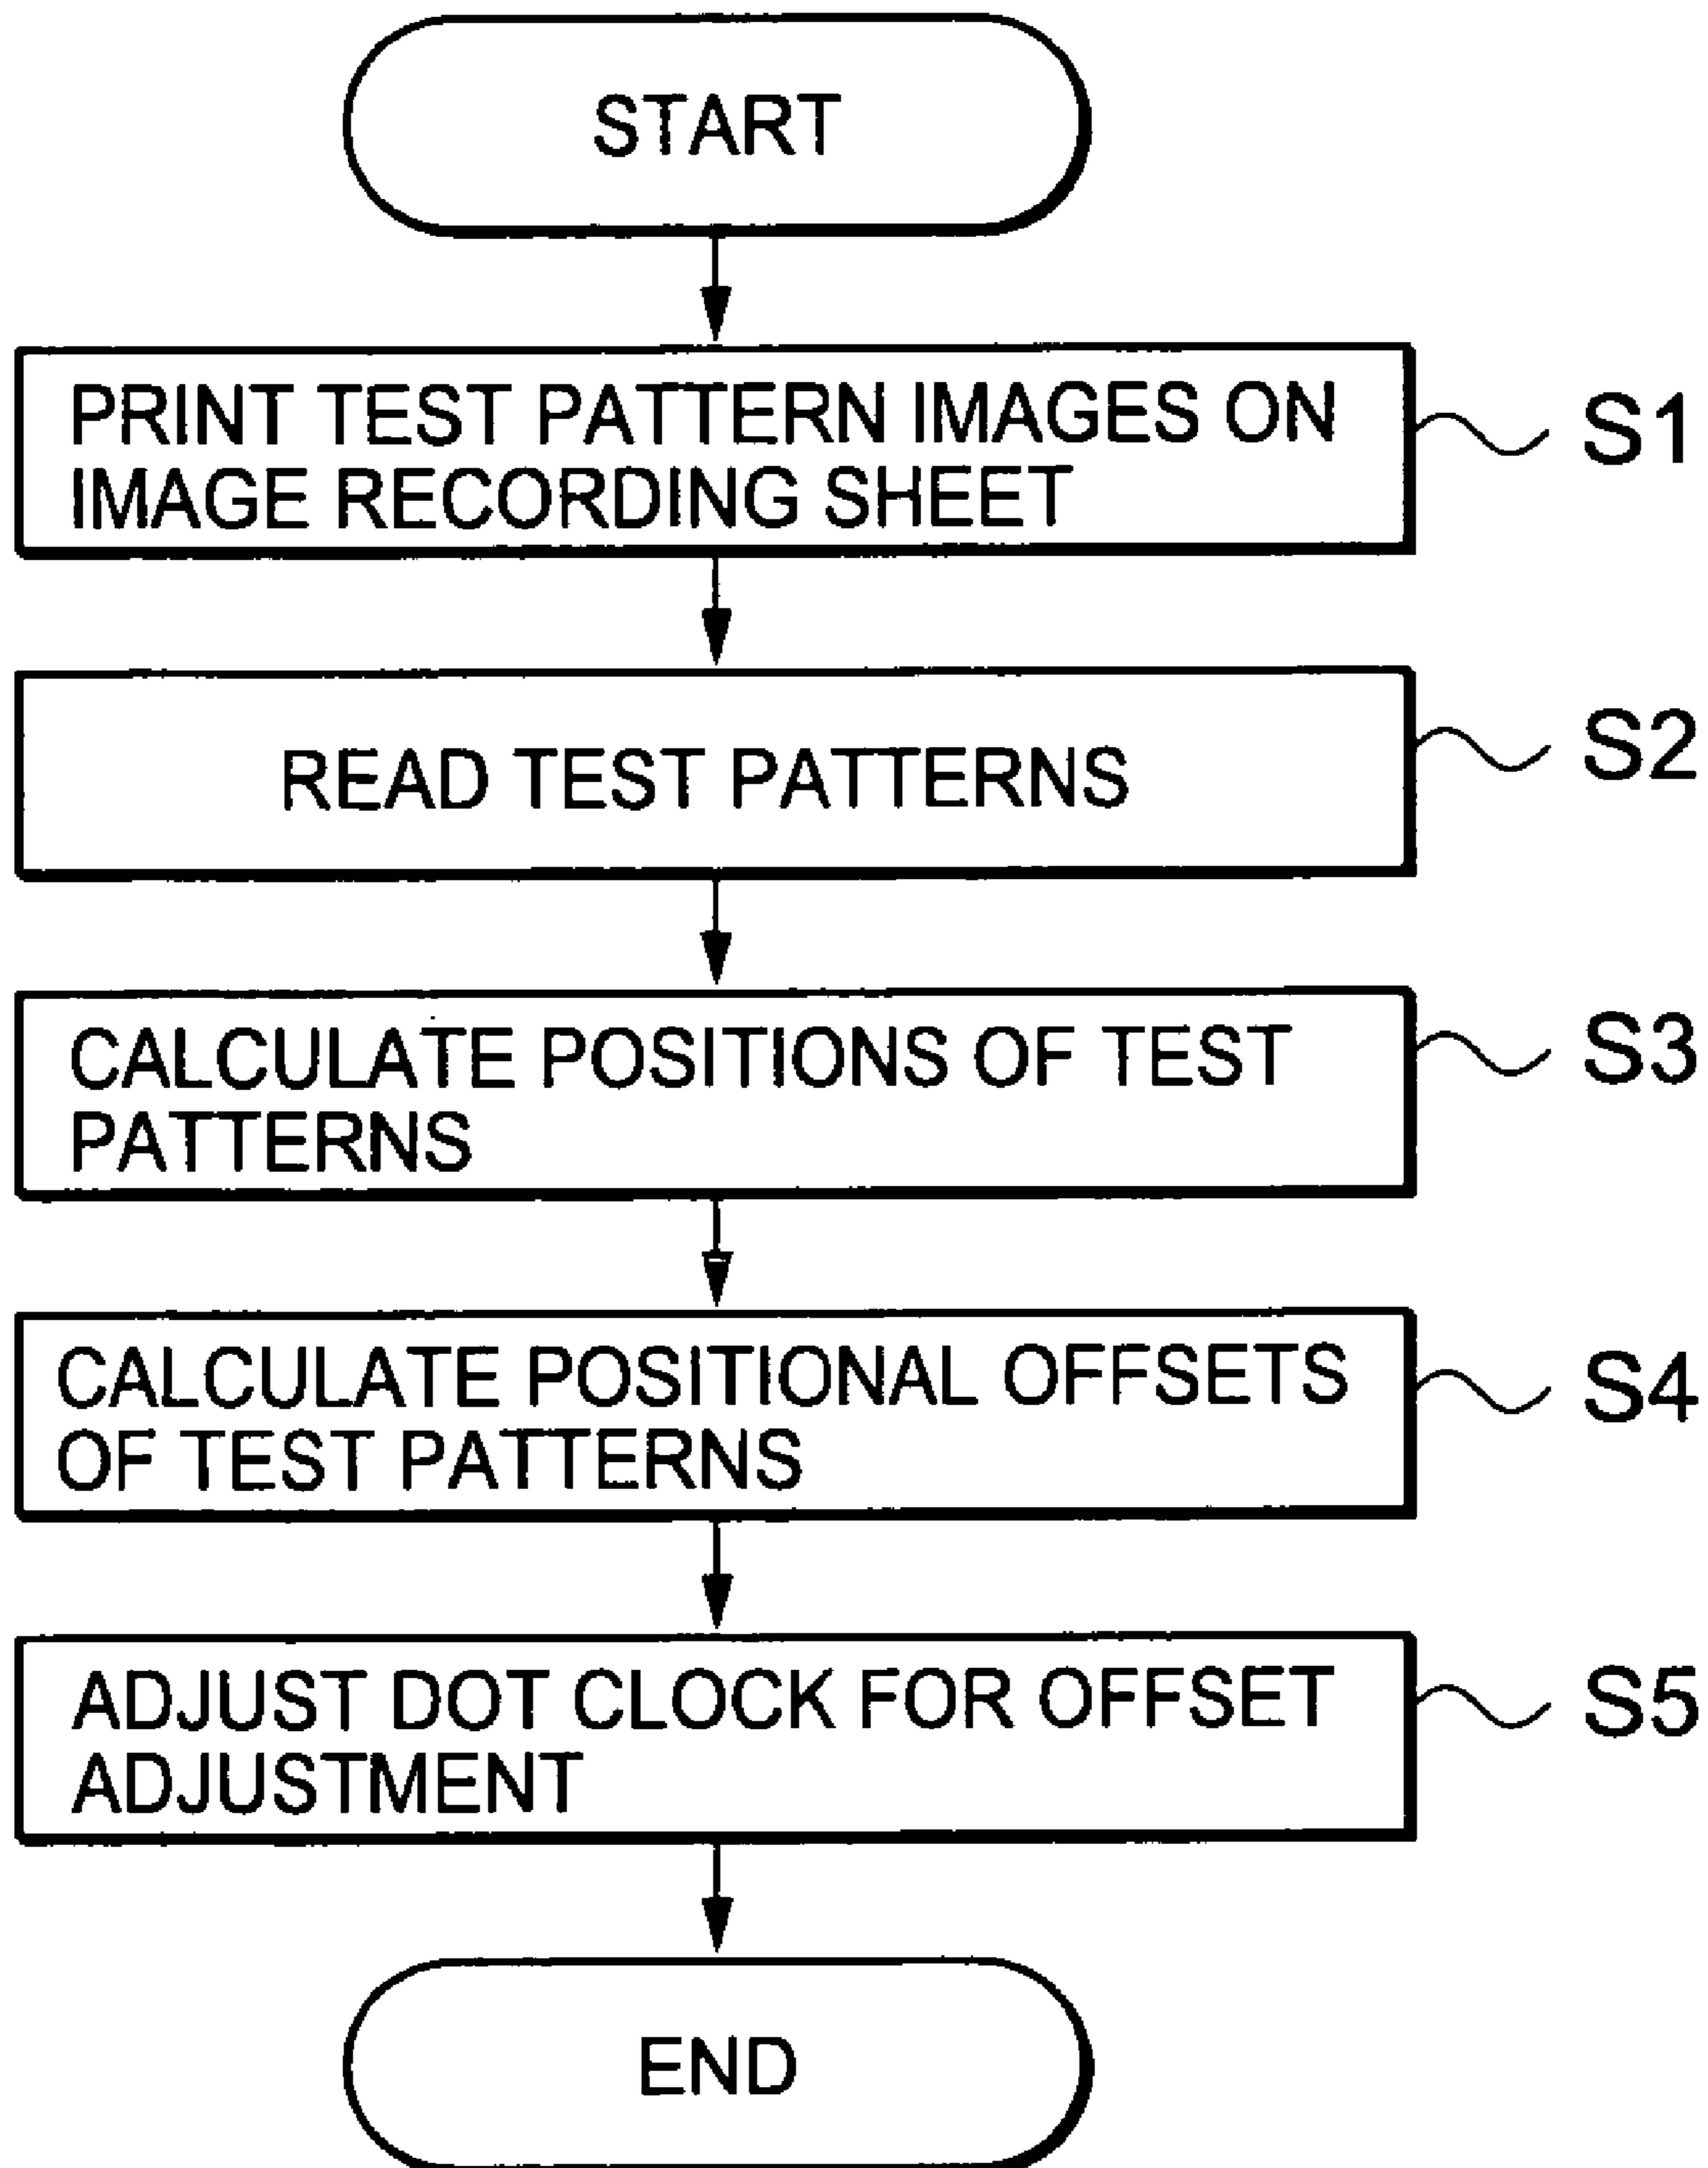 START
PRINT TEST PATTERN IMAGES ON
IMAGE RECORDING SHEET
S1
READ TEST PATTERNS
S2
CALCULATE POSITIONS OF TEST
PATTERNS
S3
CALCULATE POSITIONAL OFFSETS
OF TEST PATTERNS
S4
ADJUST DOT CLOCK FOR OFFSET
ADJUSTMENT
S5
END